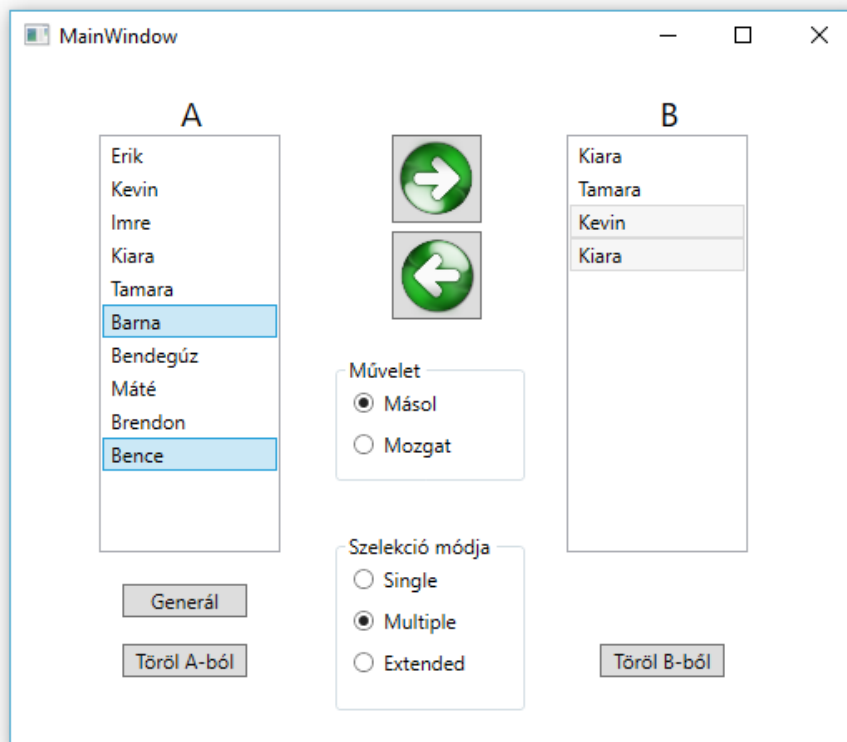 MainWindow
A
Erik
Kevin
Imre
Kiara
Tamara
Barna
Bendegúz
Máté
Brendon
Bence
Generál
Töröl A-ból
Művelet
Másol
Mozgat
Szelekció módja
Single
Multiple
Extended
B
Kiara
Tamara
Kevin
Kiara
Töröl B-ből